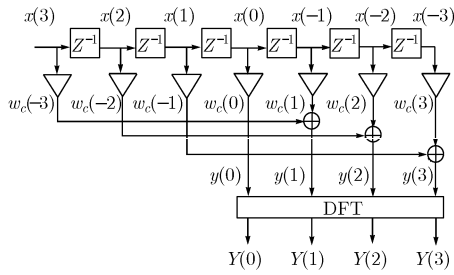 x(3) x(2) x(1) x(0) x(−1) x(−2) x(−3)
Z⁻¹ Z⁻¹ Z⁻¹ Z⁻¹ Z⁻¹ Z⁻¹
w_c(−3) w_c(−2) w_c(−1) w_c(0) w_c(1) w_c(2) w_c(3)
y(0) y(1) y(2) y(3)
DFT
Y(0) Y(1) Y(2) Y(3)